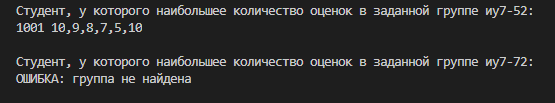 Студент, у которого наибольшее количество оценок в заданной группе иу7-52:
1001 10,9,8,7,5,10
Студент, у которого наибольшее количество оценок в заданной группе иу7-72:
ОШИБКА: группа не найдена